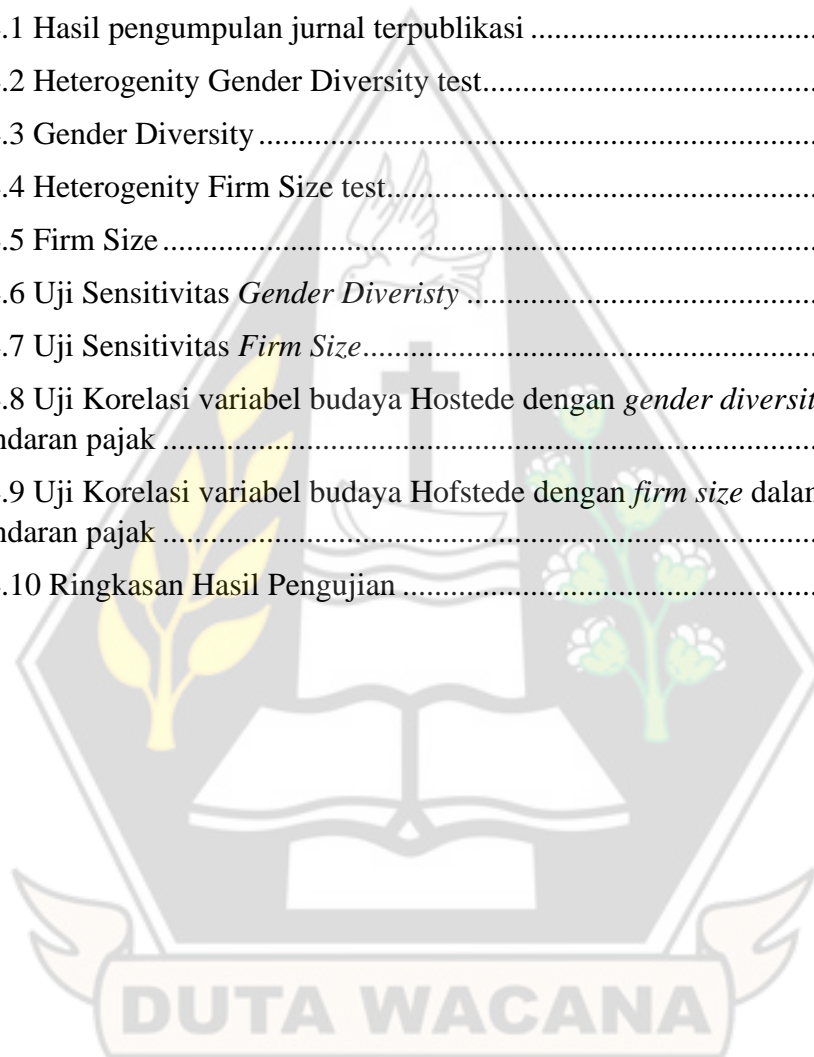 .1 Hasil pengumpulan jurnal terpublikasi ....................................
.2 Heterogenity Gender Diversity test..........................................
.3 Gender Diversity ......................................................................
.4 Heterogenity Firm Size test......................................................
.5 Firm Size ..................................................................................
.6 Uji Sensitivitas Gender Diveristy .............................................
.7 Uji Sensitivitas Firm Size..........................................................
.8 Uji Korelasi variabel budaya Hostede dengan gender diversit
ndaran pajak ..................................................................................
.9 Uji Korelasi variabel budaya Hofstede dengan firm size dalam
ndaran pajak ..................................................................................
.10 Ringkasan Hasil Pengujian ....................................................
DUTA WACANA